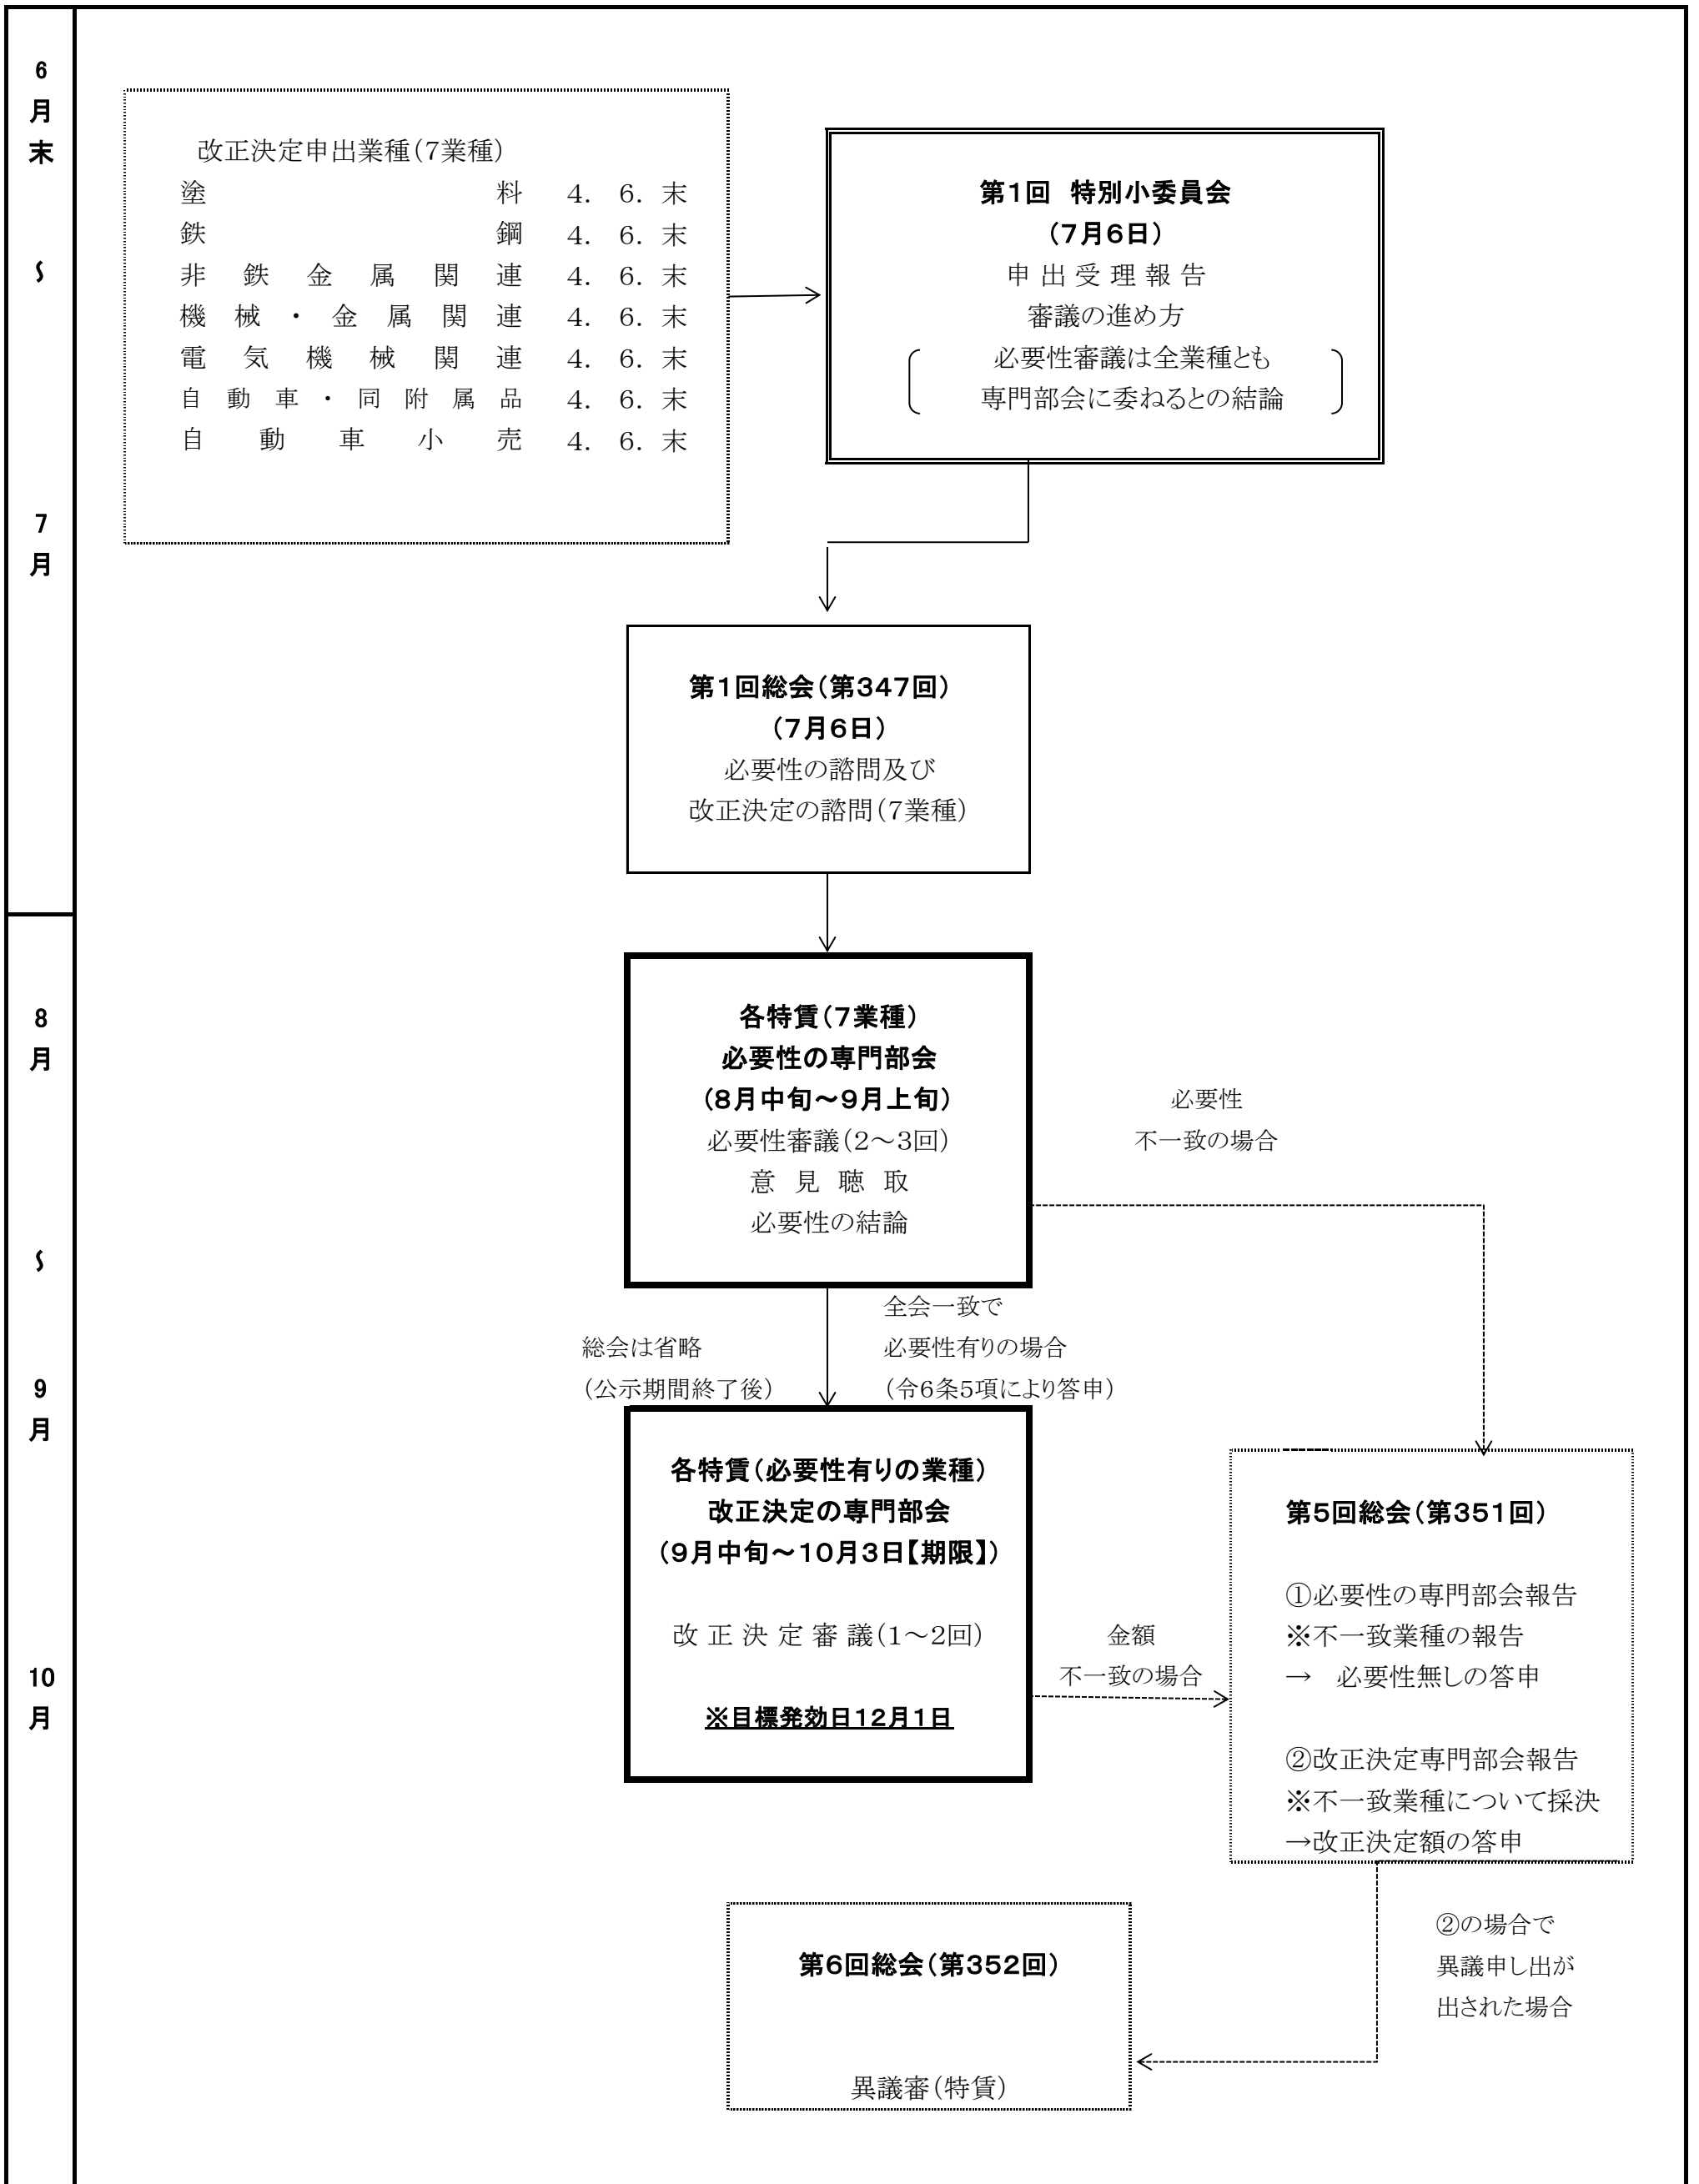 6
月
末
～
7
月
改正決定申出業種（7業種）
塗料 4. 6. 末
鉄鋼 4. 6. 末
非鉄金属関連 4. 6. 末
機械・金属関連 4. 6. 末
電気機械関連 4. 6. 末
自動車・同附属品 4. 6. 末
自動車小売 4. 6. 末
第1回 特別小委員会
（7月6日）
申出受理報告
審議の進め方
必要性審議は全業種とも
専門部会に委ねるとの結論
第1回総会（第347回）
（7月6日）
必要性の諮問及び
改正決定の諮問（7業種）
8
月
～
9
月
10
月
各特賃（7業種）
必要性の専門部会
（8月中旬～9月上旬）
必要性審議（2～3回）
意見聴取
必要性の結論
必要性
不一致の場合
総会は省略
（公示期間終了後）
全会一致で
必要性有りの場合
（令6条5項により答申）
各特賃（必要性有りの業種）
改正決定の専門部会
（9月中旬～10月3日【期限】）
改正決定審議（1～2回）
※目標発効日12月1日
金額
不一致の場合
第5回総会（第351回）
①必要性の専門部会報告
※不一致業種の報告
→ 必要性無しの答申
②改正決定専門部会報告
※不一致業種について採決
→改正決定額の答申
②の場合で
異議申し出が
出された場合
第6回総会（第352回）
異議審（特賃）